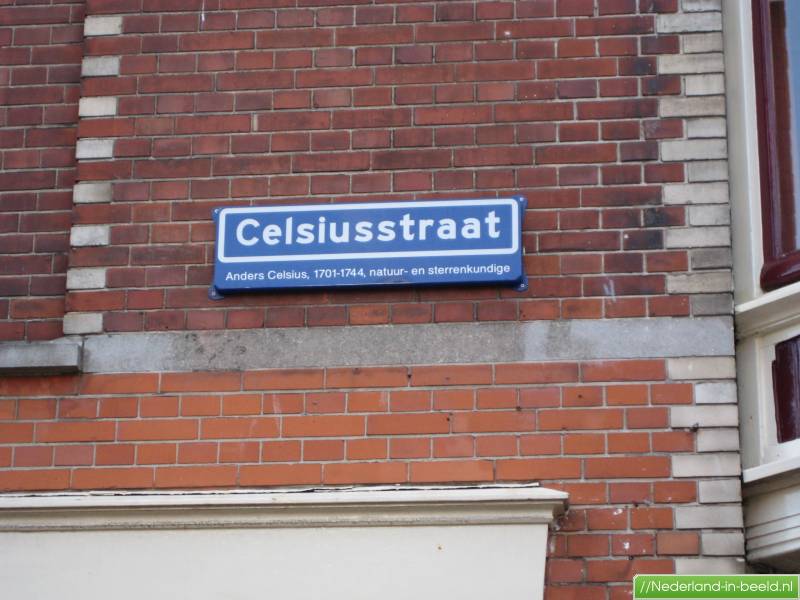 Celsiusstraat
Anders Celsius, 1701-1744, natuur- en sterrenkundige
//Nederland-in-beeld.nl